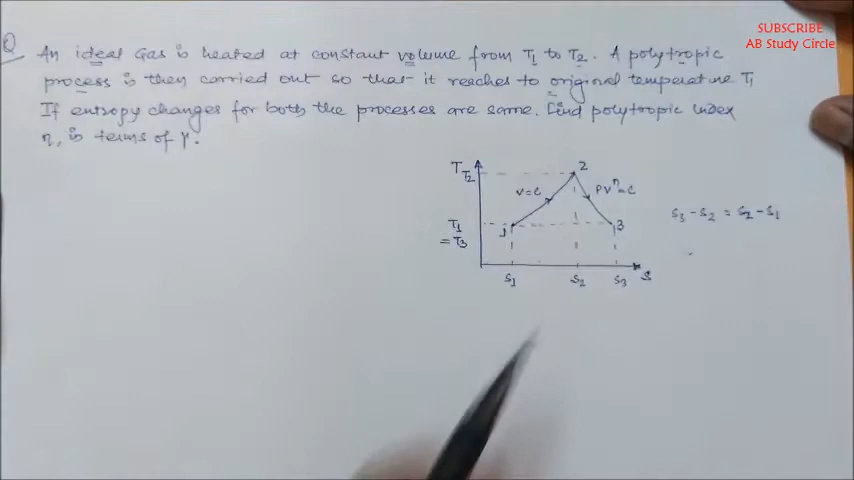 SUBSCRIBE
AB Study Circle
Q An ideal Gas is heated at constant volume from T1 to T2. A polytropic
process is then carried out so that it reaches to original temperature T1
If entropy changes for both the processes are same. Find polytropic index
η, in terms of γ.
T
T2
2
V=C
PVⁿ=C
T1
1
3
=T3
S1
S2
S3
S
S3-S2 = S2-S1